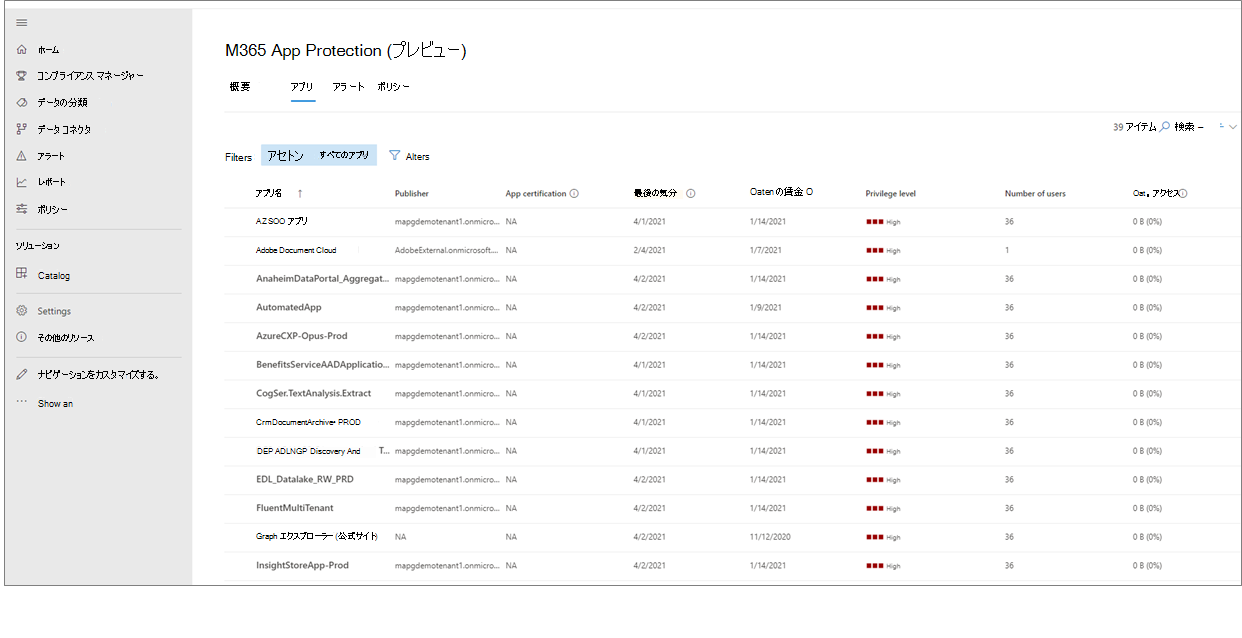 ホーム
コンプライアンス マネージャー
データの分類
データ コネクタ
アラート
レポート
ポリシー
ソリューション
Catalog
Settings
その他のリソース
ナビゲーションをカスタマイズする。
Show an
M365 App Protection (プレビュー)
概要 アプリ アラート ポリシー
39 アイテム 検索 –
Filters アセトン すべてのアプリ Alters
アプリ名 ↑ Publisher App certification 最後の気分 Oaten の賃金 O Privilege level Number of users Oat。アクセス
AZSOO アプリ mapgdemotenant1.onmicro... NA 4/1/2021 1/14/2021 High 36 0 B (0%)
Adobe Document Cloud AdobeExternal.onmicrosoft.... NA 2/4/2021 1/7/2021 High 1 0 B (0%)
AnaheimDataPortal_Aggregat... mapgdemotenant1.onmicro... NA 4/2/2021 1/14/2021 High 36 0 B (0%)
AutomatedApp mapgdemotenant1.onmicro... NA 4/2/2021 1/9/2021 High 36 0 B (0%)
AzureCXP-Opus-Prod mapgdemotenant1.onmicro... NA 4/2/2021 1/14/2021 High 36 0 B (0%)
BenefitsServiceAADApplicatio... mapgdemotenant1.onmicro... NA 4/1/2021 1/14/2021 High 36 0 B (0%)
CogSer.TextAnalysis.Extract mapgdemotenant1.onmicro... NA 4/1/2021 1/14/2021 High 36 0 B (0%)
CrmDocumentArchive• PROD mapgdemotenant1.onmicro... NA 4/1/2021 1/14/2021 High 36 0 B (0%)
DEP ADLNGP Discovery And T... mapgdemotenant1.onmicro... NA 4/1/2021 1/14/2021 High 36 0 B (0%)
EDL_Datalake_RW_PRD mapgdemotenant1.onmicro... NA 4/2/2021 1/14/2021 High 36 0 B (0%)
FluentMultiTenant mapgdemotenant1.onmicro... NA 4/2/2021 1/14/2021 High 36 0 B (0%)
Graph エクスプローラー (公式サイト) NA NA 4/2/2021 11/12/2020 High 36 0 B (0%)
InsightStoreApp-Prod mapgdemotenant1.onmicro... NA 4/2/2021 1/14/2021 High 36 0 B (0%)